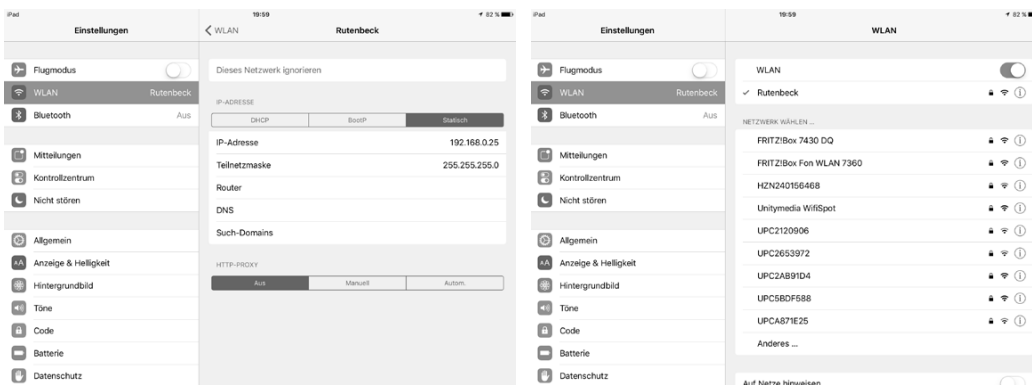 iPad 19:59 82 %
Einstellungen
Flugmodus
WLAN Rutenbeck
Bluetooth Aus
Mitteilungen
Kontrollzentrum
Nicht stören
Allgemein
AA Anzeige & Helligkeit
Hintergrundbild
Töne
Code
Batterie
Datenschutz
WLAN Rutenbeck
Dieses Netzwerk ignorieren
IP-ADRESSE
DHCP BootP Statisch
IP-Adresse 192.168.0.25
Teilnetzmaske 255.255.255.0
Router
DNS
Such-Domains
HTTP-PROXY
Aus Manuell Autom.
iPad 19:59 82 %
Einstellungen
Flugmodus
WLAN Rutenbeck
Bluetooth Aus
Mitteilungen
Kontrollzentrum
Nicht stören
Allgemein
AA Anzeige & Helligkeit
Hintergrundbild
Töne
Code
Batterie
Datenschutz
WLAN
WLAN
Rutenbeck
NETZWERK WÄHLEN ...
FRITZ!Box 7430 DQ
FRITZ!Box Fon WLAN 7360
HZN240156468
Unitymedia WifiSpot
UPC2120906
UPC2653972
UPC2AB91D4
UPC5BDF588
UPCA871E25
Anderes ...
Auf Netze hinweisen